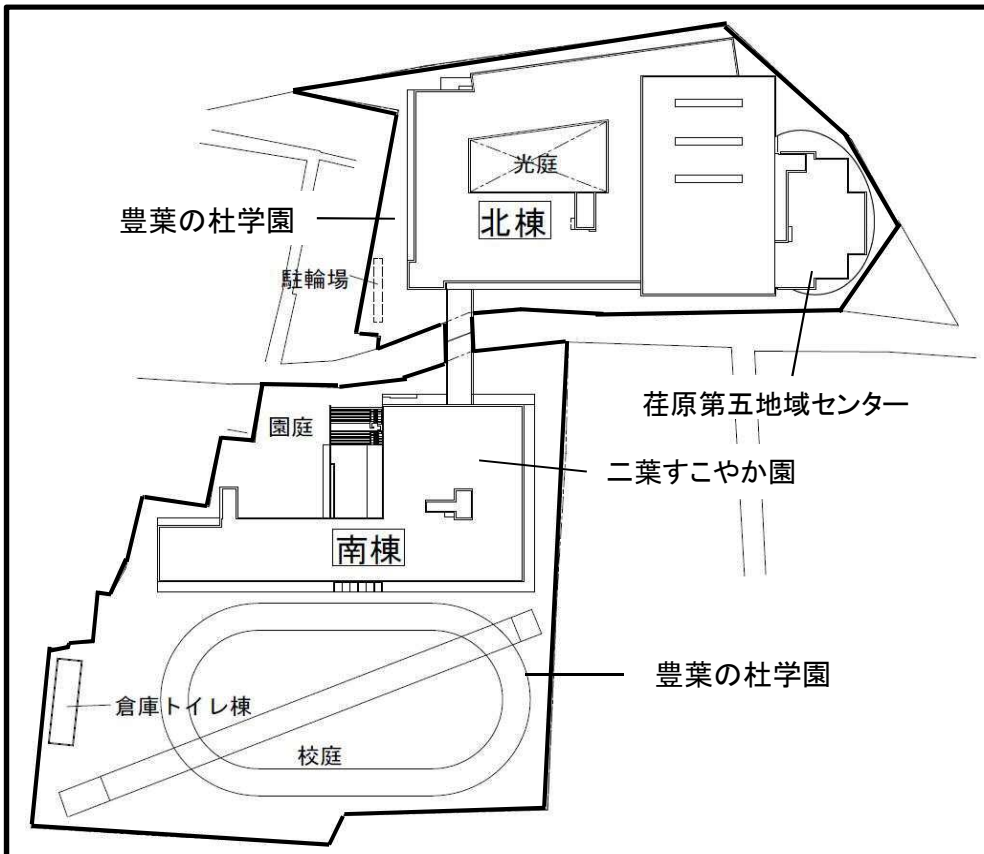 光庭
豊葉の杜学園
北棟
駐輪場
荏原第五地域センター
園庭
二葉すこやか園
南棟
豊葉の杜学園
倉庫トイレ棟
校庭